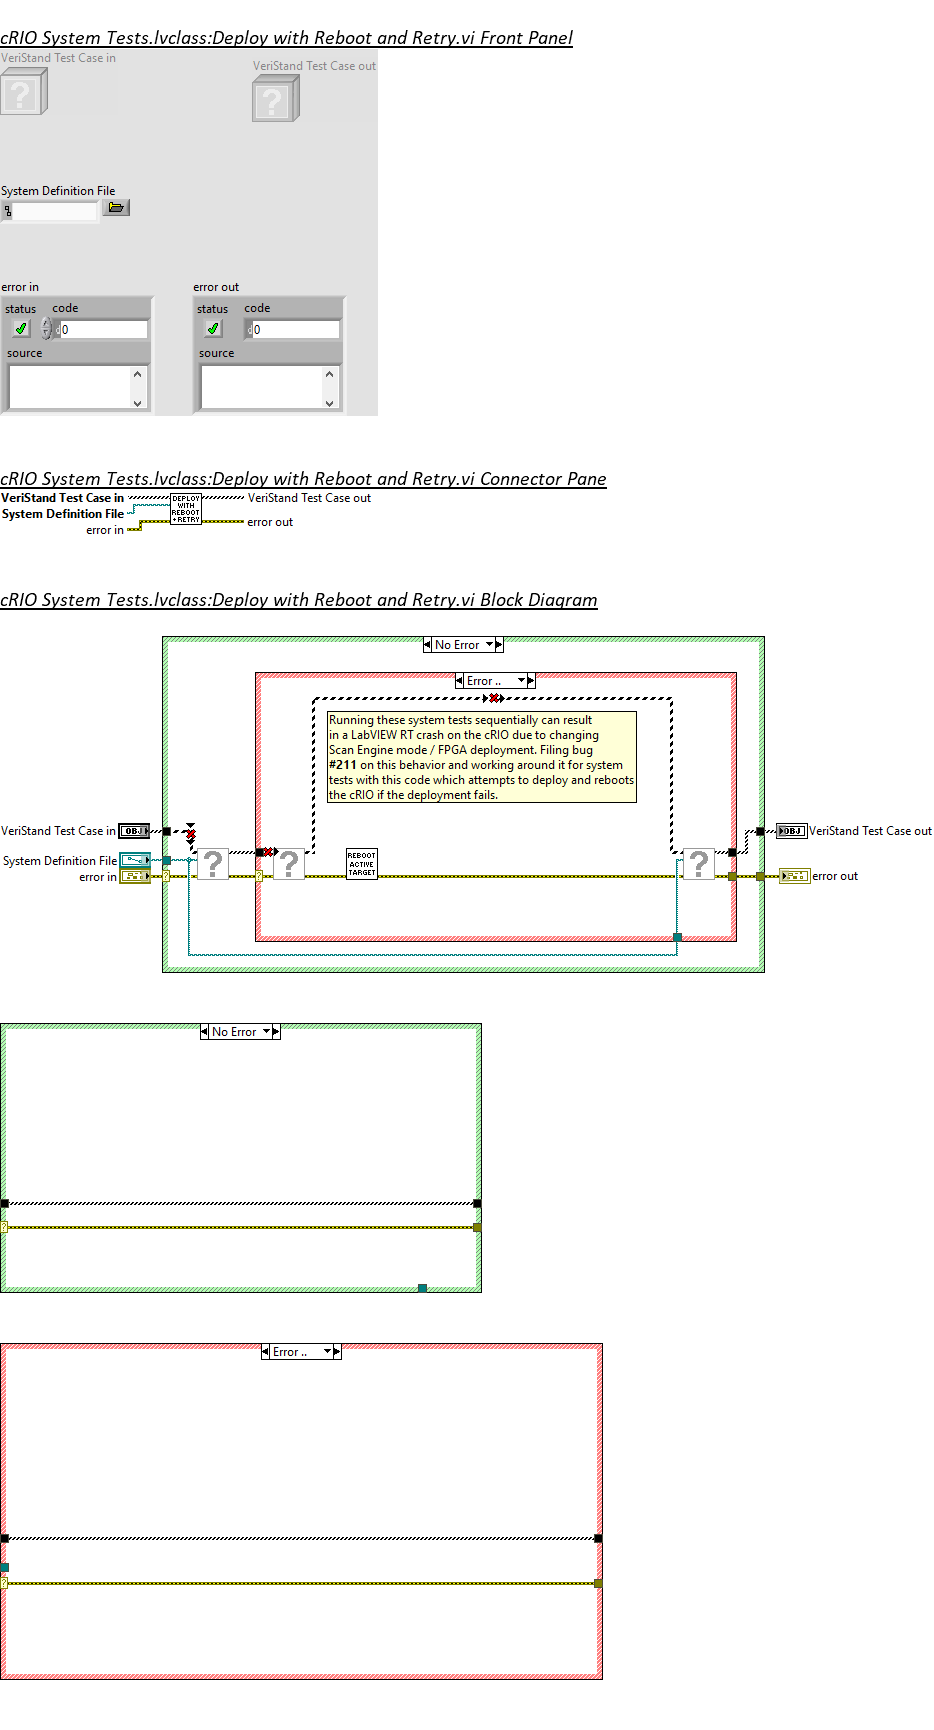 cRIO System Tests.lvclass:Deploy with Reboot and Retry.vi Front Panel
VeriStand Test Case in
VeriStand Test Case out
?
?
System Definition File
error in
error out
status code
status code
0
0
source
source
cRIO System Tests.lvclass:Deploy with Reboot and Retry.vi Connector Pane
VeriStand Test Case in
VeriStand Test Case out
System Definition File
error in
error out
DEPLOY
WITH
REBOOT
+RETRY
cRIO System Tests.lvclass:Deploy with Reboot and Retry.vi Block Diagram
No Error
Error ..
Running these system tests sequentially can result
in a LabVIEW RT crash on the cRIO due to changing
Scan Engine mode / FPGA deployment. Filing bug
#211 on this behavior and working around it for system
tests with this code which attempts to deploy and reboots
the cRIO if the deployment fails.
VeriStand Test Case in
OBJ
OBJ
VeriStand Test Case out
System Definition File
error in
?
?
?
?
REBOOT
ACTIVE
TARGET
?
error out
No Error
?
Error ..
?